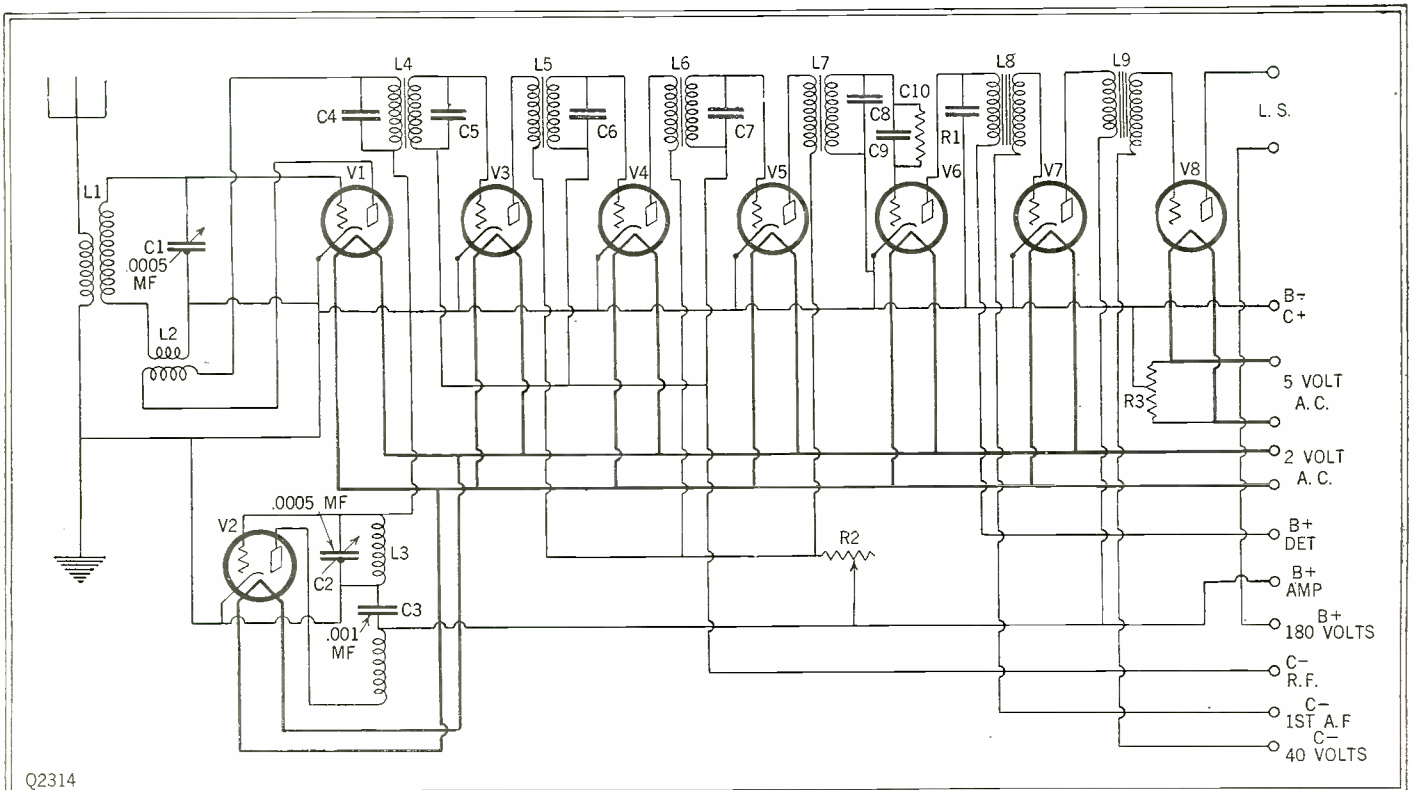 L4
L5
L6
L7
L8
L9
C10
L. S.
C4
C5
C6
C7
C8
C9
R1
V1
V3
V4
V5
V6
V7
V8
L1
C1
.0005
MF
L2
B-
C+
5 VOLT
A.C.
R3
2 VOLT
A.C.
.0005 MF
V2
L3
C2
C3
.001
MF
R2
B+
DET
B+
AMP
B+
180 VOLTS
C-
R.F.
C-
1ST A.F
C-
40 VOLTS
Q2314